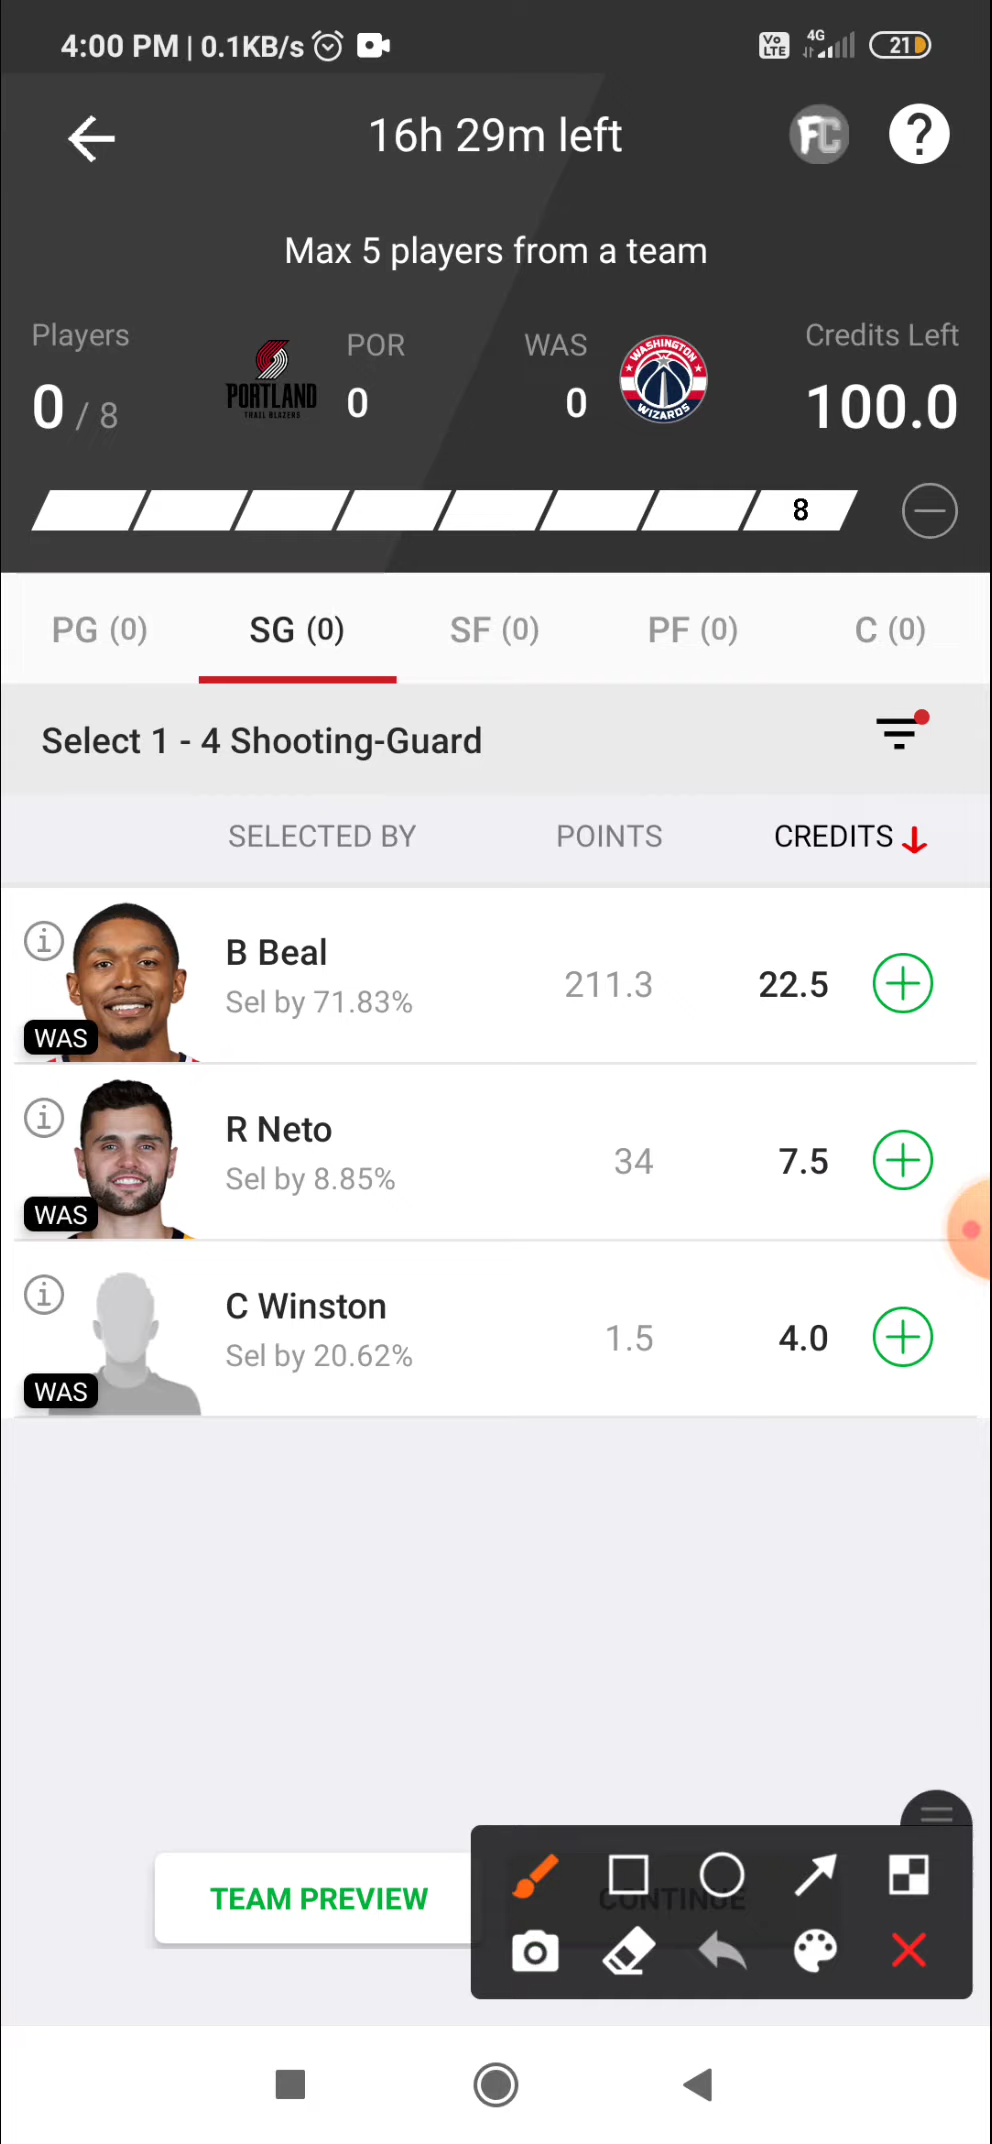 4:00 PM | 0.1KB/s
Vo LTE 4G 21
16h 29m left
FC ?
Max 5 players from a team
Players POR WAS Credits Left
0 / 8 0 0 100.0
PORTLAND
TRAIL BLAZERS
WASHINGTON
WIZARDS
8
PG (0) SG (0) SF (0) PF (0) C (0)
Select 1 - 4 Shooting-Guard
SELECTED BY POINTS CREDITS
B Beal
Sel by 71.83% 211.3 22.5
WAS
R Neto
Sel by 8.85% 34 7.5
WAS
C Winston
Sel by 20.62% 1.5 4.0
WAS
TEAM PREVIEW CONTINUE